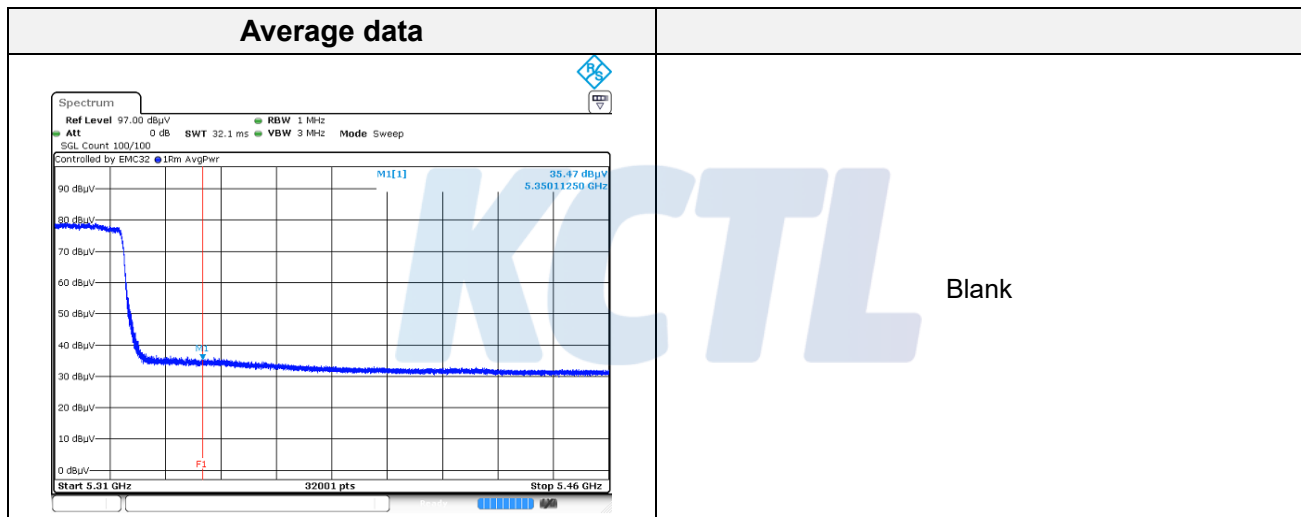 Average data
R&S
Spectrum
Ref Level 97.00 dBµV RBW 1 MHz
Att 0 dB SWT 32.1 ms VBW 3 MHz Mode Sweep
SGL Count 100/100
Controlled by EMC32 1Rm AvgPwr
M1[1] 35.47 dBµV
5.35011250 GHz
90 dBµV
80 dBµV
70 dBµV
60 dBµV
50 dBµV
40 dBµV
M1
30 dBµV
20 dBµV
10 dBµV
F1
0 dBµV
Start 5.31 GHz 32001 pts Stop 5.46 GHz
KCTL
Blank